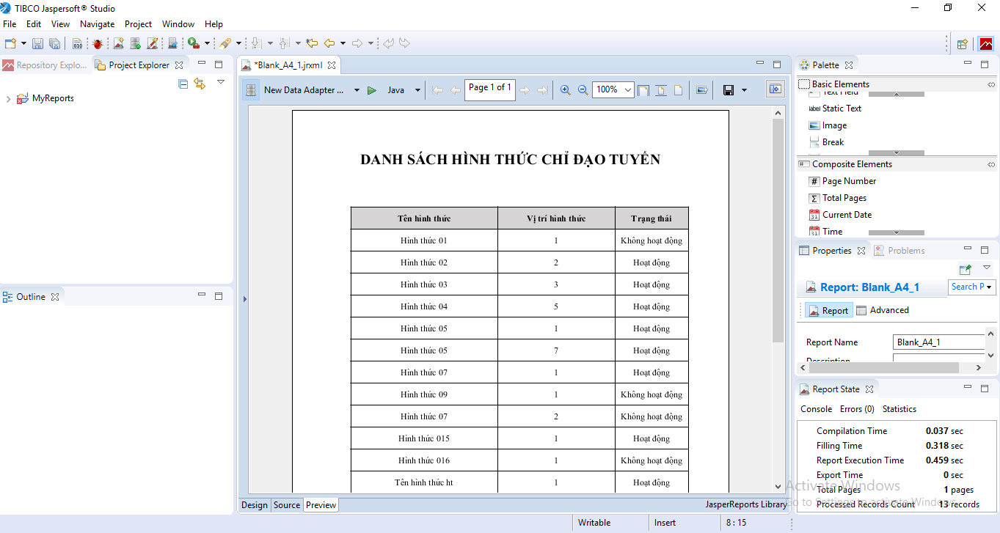 TIBCO Jaspersoft® Studio
File Edit View Navigate Project Window Help
Repository Explo... Project Explorer
MyReports
Outline
*Blank_A4_1.jrxml
New Data Adapter ... Java Page 1 of 1 100%
DANH SÁCH HÌNH THỨC CHỈ ĐẠO TUYẾN
Tên hình thức Vị trí hình thức Trạng thái
Hình thức 01 1 Không hoạt động
Hình thức 02 2 Hoạt động
Hình thức 03 3 Hoạt động
Hình thức 04 5 Hoạt động
Hình thức 05 1 Hoạt động
Hình thức 05 7 Hoạt động
Hình thức 07 1 Hoạt động
Hình thức 09 1 Không hoạt động
Hình thức 07 2 Không hoạt động
Hình thức 015 1 Hoạt động
Hình thức 016 1 Không hoạt động
Tên hình thức ht 1 Hoạt động
Design Source Preview
JasperReports Library
Palette
Basic Elements
Text Field
Static Text
Image
Break
Composite Elements
Page Number
Total Pages
Current Date
Time
Properties Problems
Report: Blank_A4_1
Search P
Report Advanced
Report Name Blank_A4_1
Description
Report State
Console Errors (0) Statistics
Compilation Time 0.037 sec
Filling Time 0.318 sec
Report Execution Time 0.459 sec
Export Time 0 sec
Total Pages 1 pages
Processed Records Count 13 records
Activate Windows
Go to Settings to activate Windows.
Writable Insert 8 : 15